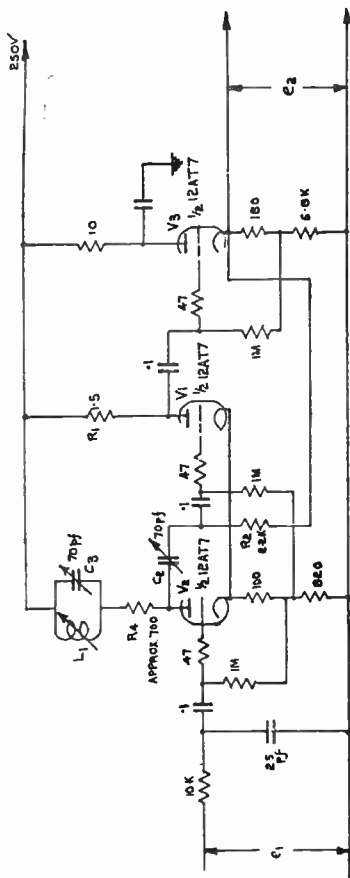 250V
10
V3
½ 12AT7
180
6.8K
e2
47
1M
.1
R1
1.5
V1
½ 12AT7
47
.1
1M
R2
2.2K
70pf
C2
70pf
C3
L1
R4
APPROX 700
V2
½ 12AT7
100
820
47
1M
.1
25
pf
10K
e1